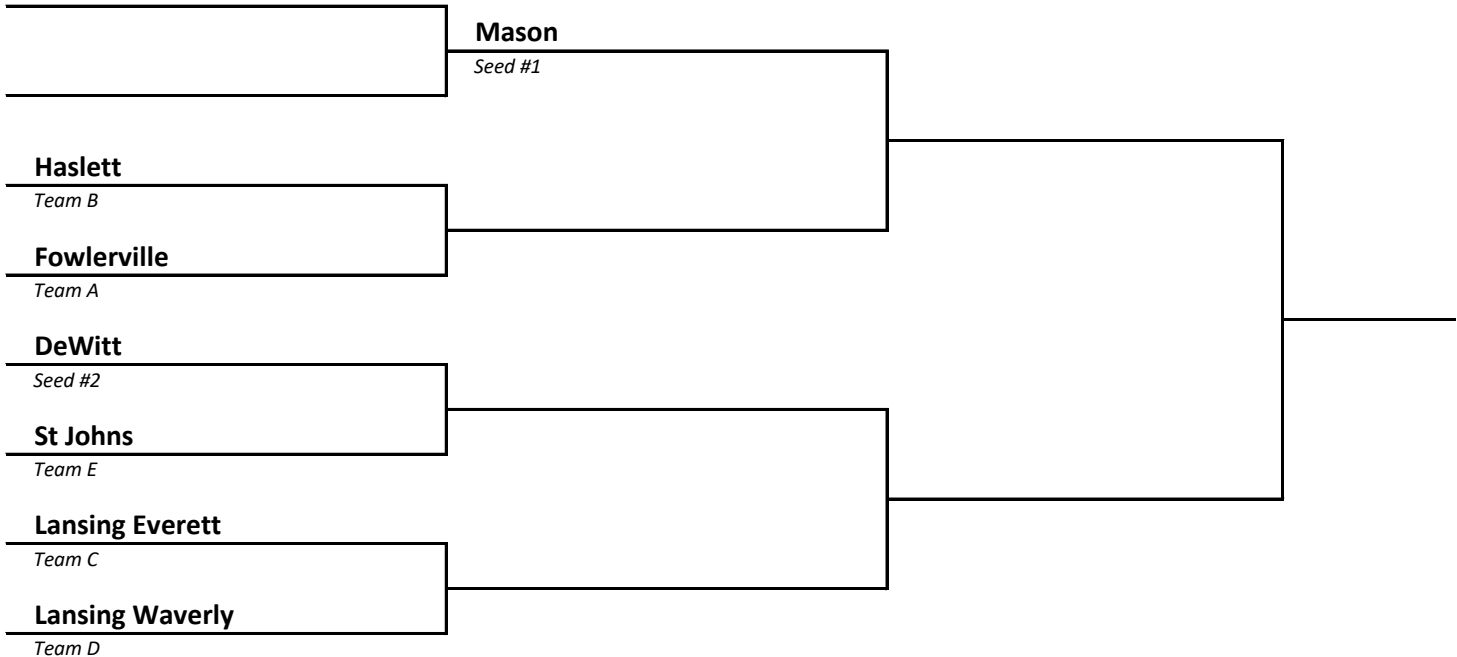 Mason
Seed #1
Haslett
Team B
Fowlerville
Team A
DeWitt
Seed #2
St Johns
Team E
Lansing Everett
Team C
Lansing Waverly
Team D